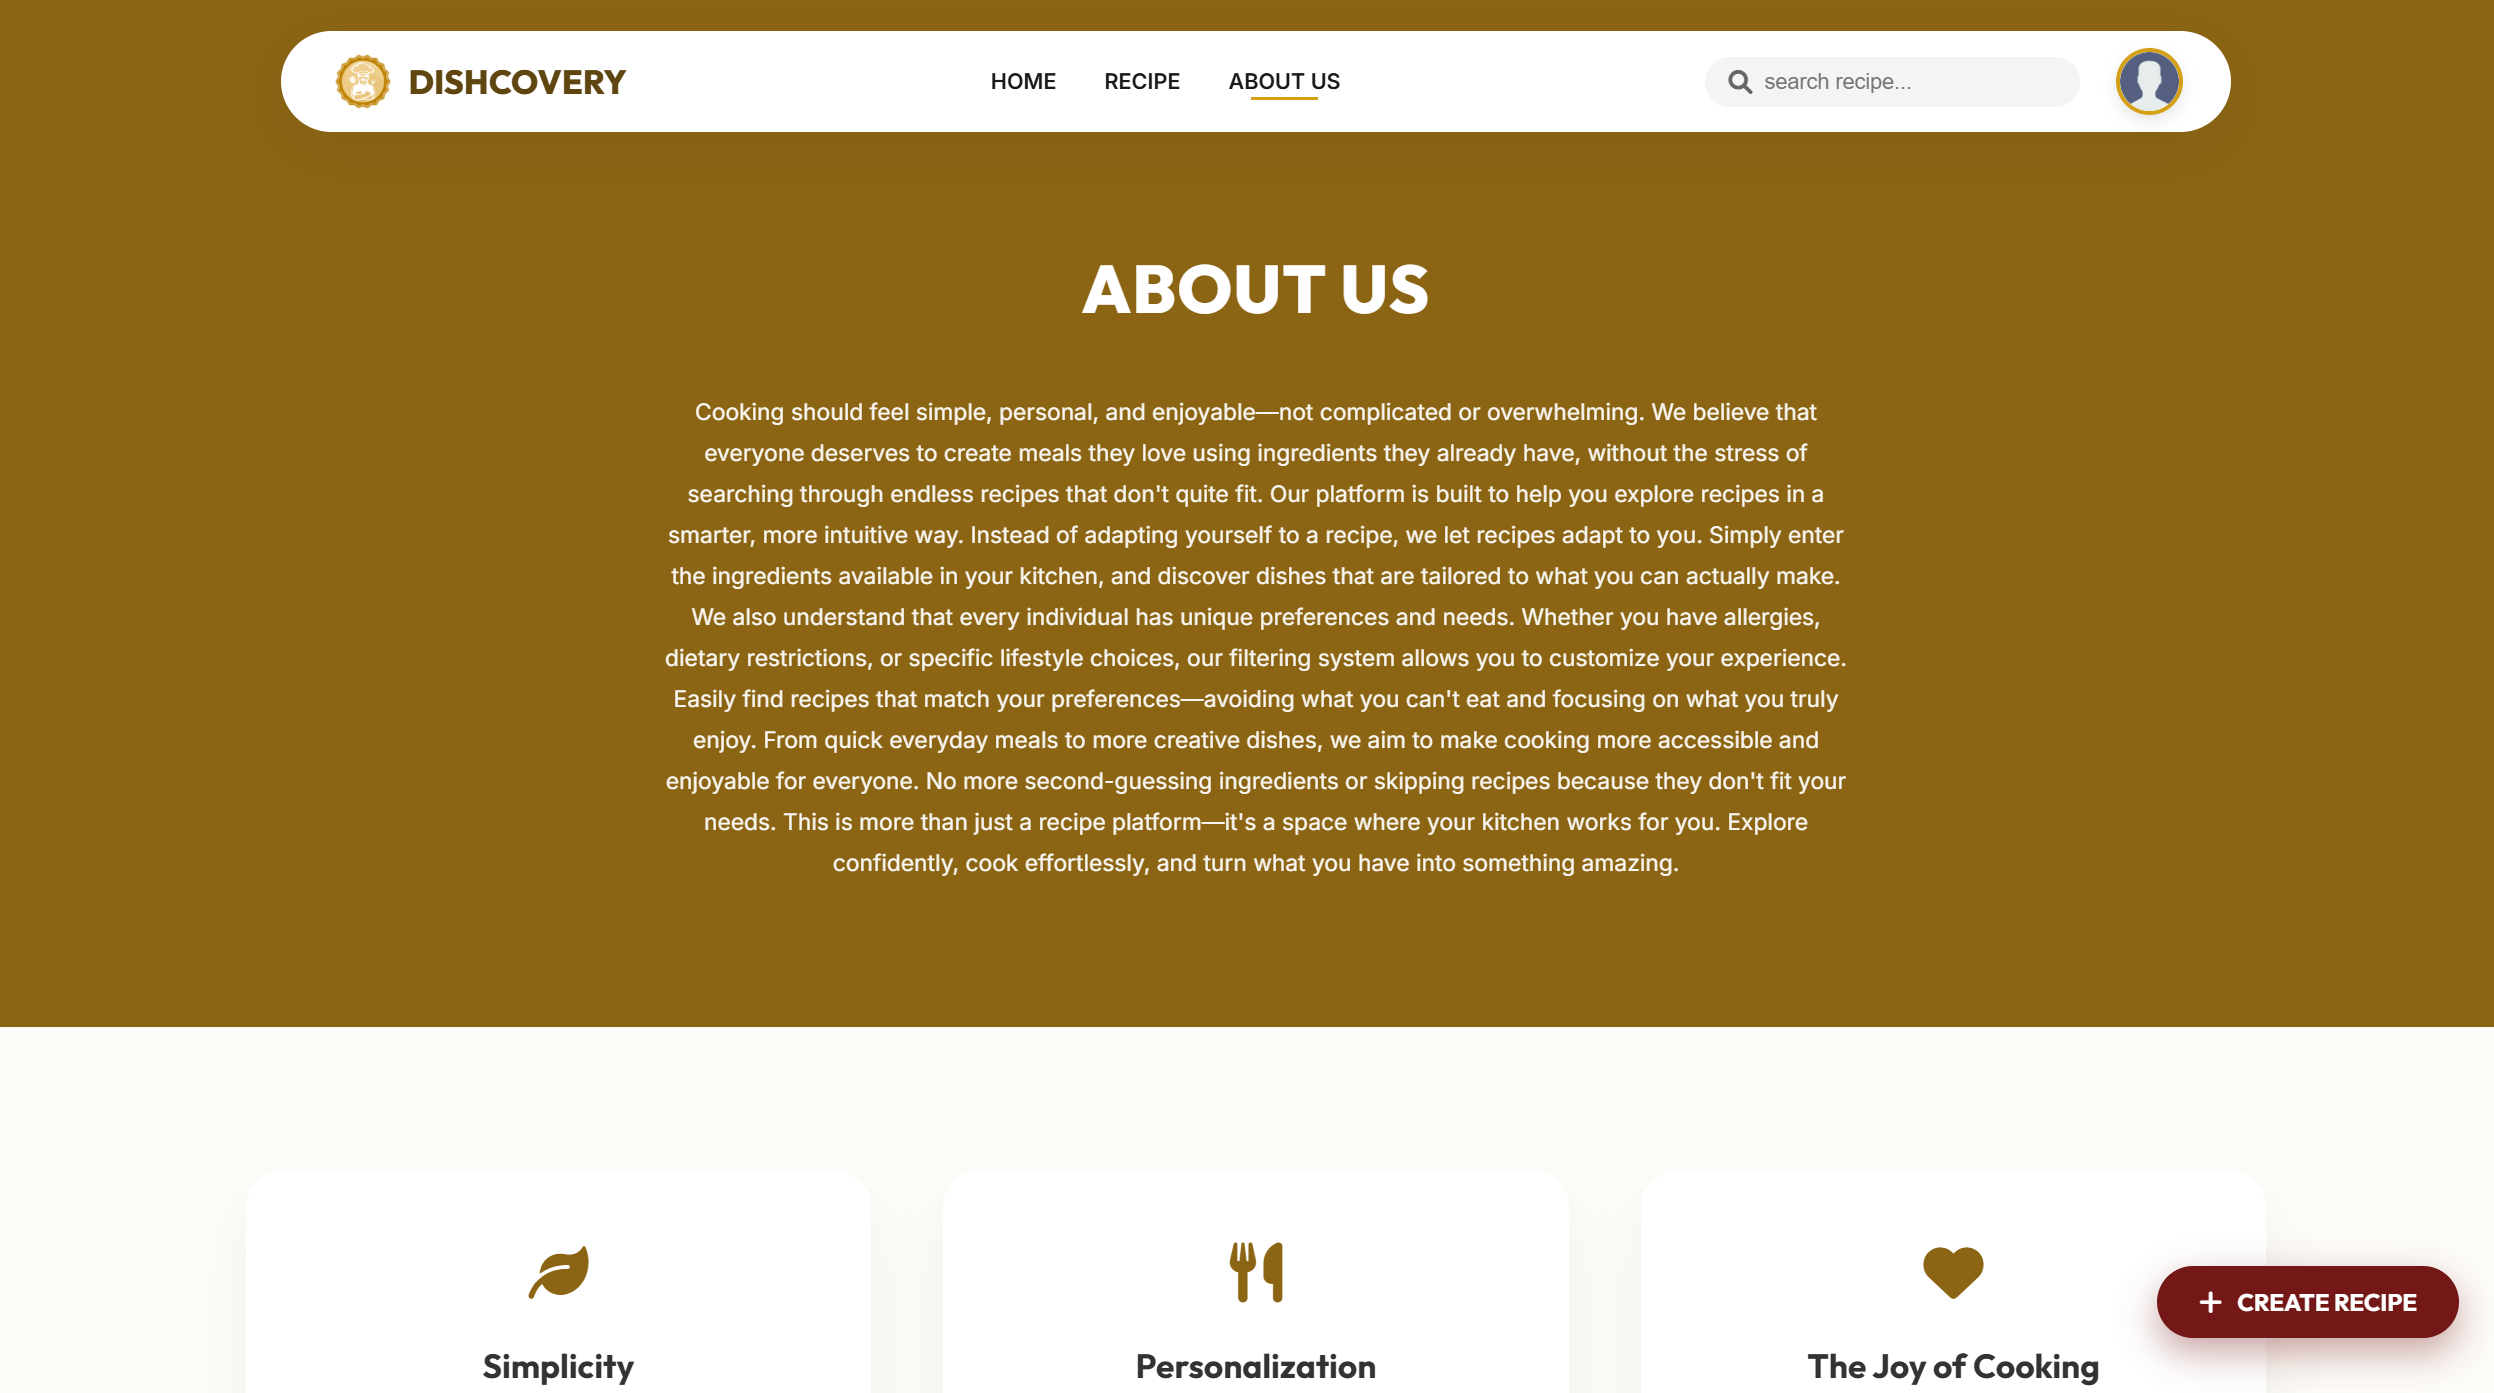 DISHCOVERY
HOME
RECIPE
ABOUT US
search recipe...
ABOUT US
Cooking should feel simple, personal, and enjoyable—not complicated or overwhelming. We believe that
everyone deserves to create meals they love using ingredients they already have, without the stress of
searching through endless recipes that don't quite fit. Our platform is built to help you explore recipes in a
smarter, more intuitive way. Instead of adapting yourself to a recipe, we let recipes adapt to you. Simply enter
the ingredients available in your kitchen, and discover dishes that are tailored to what you can actually make.
We also understand that every individual has unique preferences and needs. Whether you have allergies,
dietary restrictions, or specific lifestyle choices, our filtering system allows you to customize your experience.
Easily find recipes that match your preferences—avoiding what you can't eat and focusing on what you truly
enjoy. From quick everyday meals to more creative dishes, we aim to make cooking more accessible and
enjoyable for everyone. No more second-guessing ingredients or skipping recipes because they don't fit your
needs. This is more than just a recipe platform—it's a space where your kitchen works for you. Explore
confidently, cook effortlessly, and turn what you have into something amazing.
Simplicity
Personalization
The Joy of Cooking
CREATE RECIPE